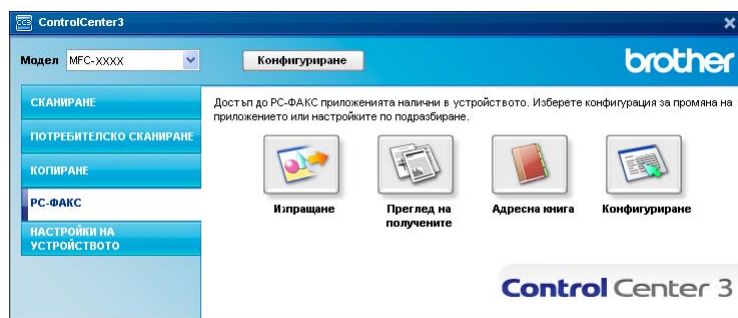 ControlCenter3
Модел MFC-XXXX Конфигуриране
brother
СКАНИРАНЕ
ПОТРЕБИТЕЛСКО СКАНИРАНЕ
КОПИРАНЕ
PC-ФАКС
НАСТРОЙКИ НА
УСТРОЙСТВОТО
Достъп до PC-ФАКС приложенията налични в устройството. Изберете конфигурация за промяна на
приложението или настройките по подразбиране.
Изпращане
Преглед на
получените
Адресна книга
Конфигуриране
Control Center 3